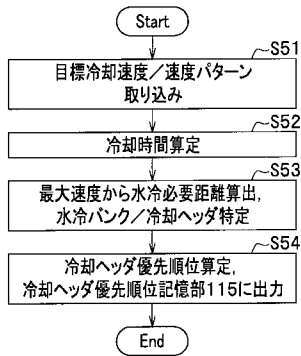 Start
S51
目標冷却速度／速度パターン
取り込み
S52
冷却時間算定
S53
最大速度から水冷必要距離算出,
水冷バンク／冷却ヘッダ特定
S54
冷却ヘッダ優先順位算定,
冷却ヘッダ優先順位記憶部115に出力
End